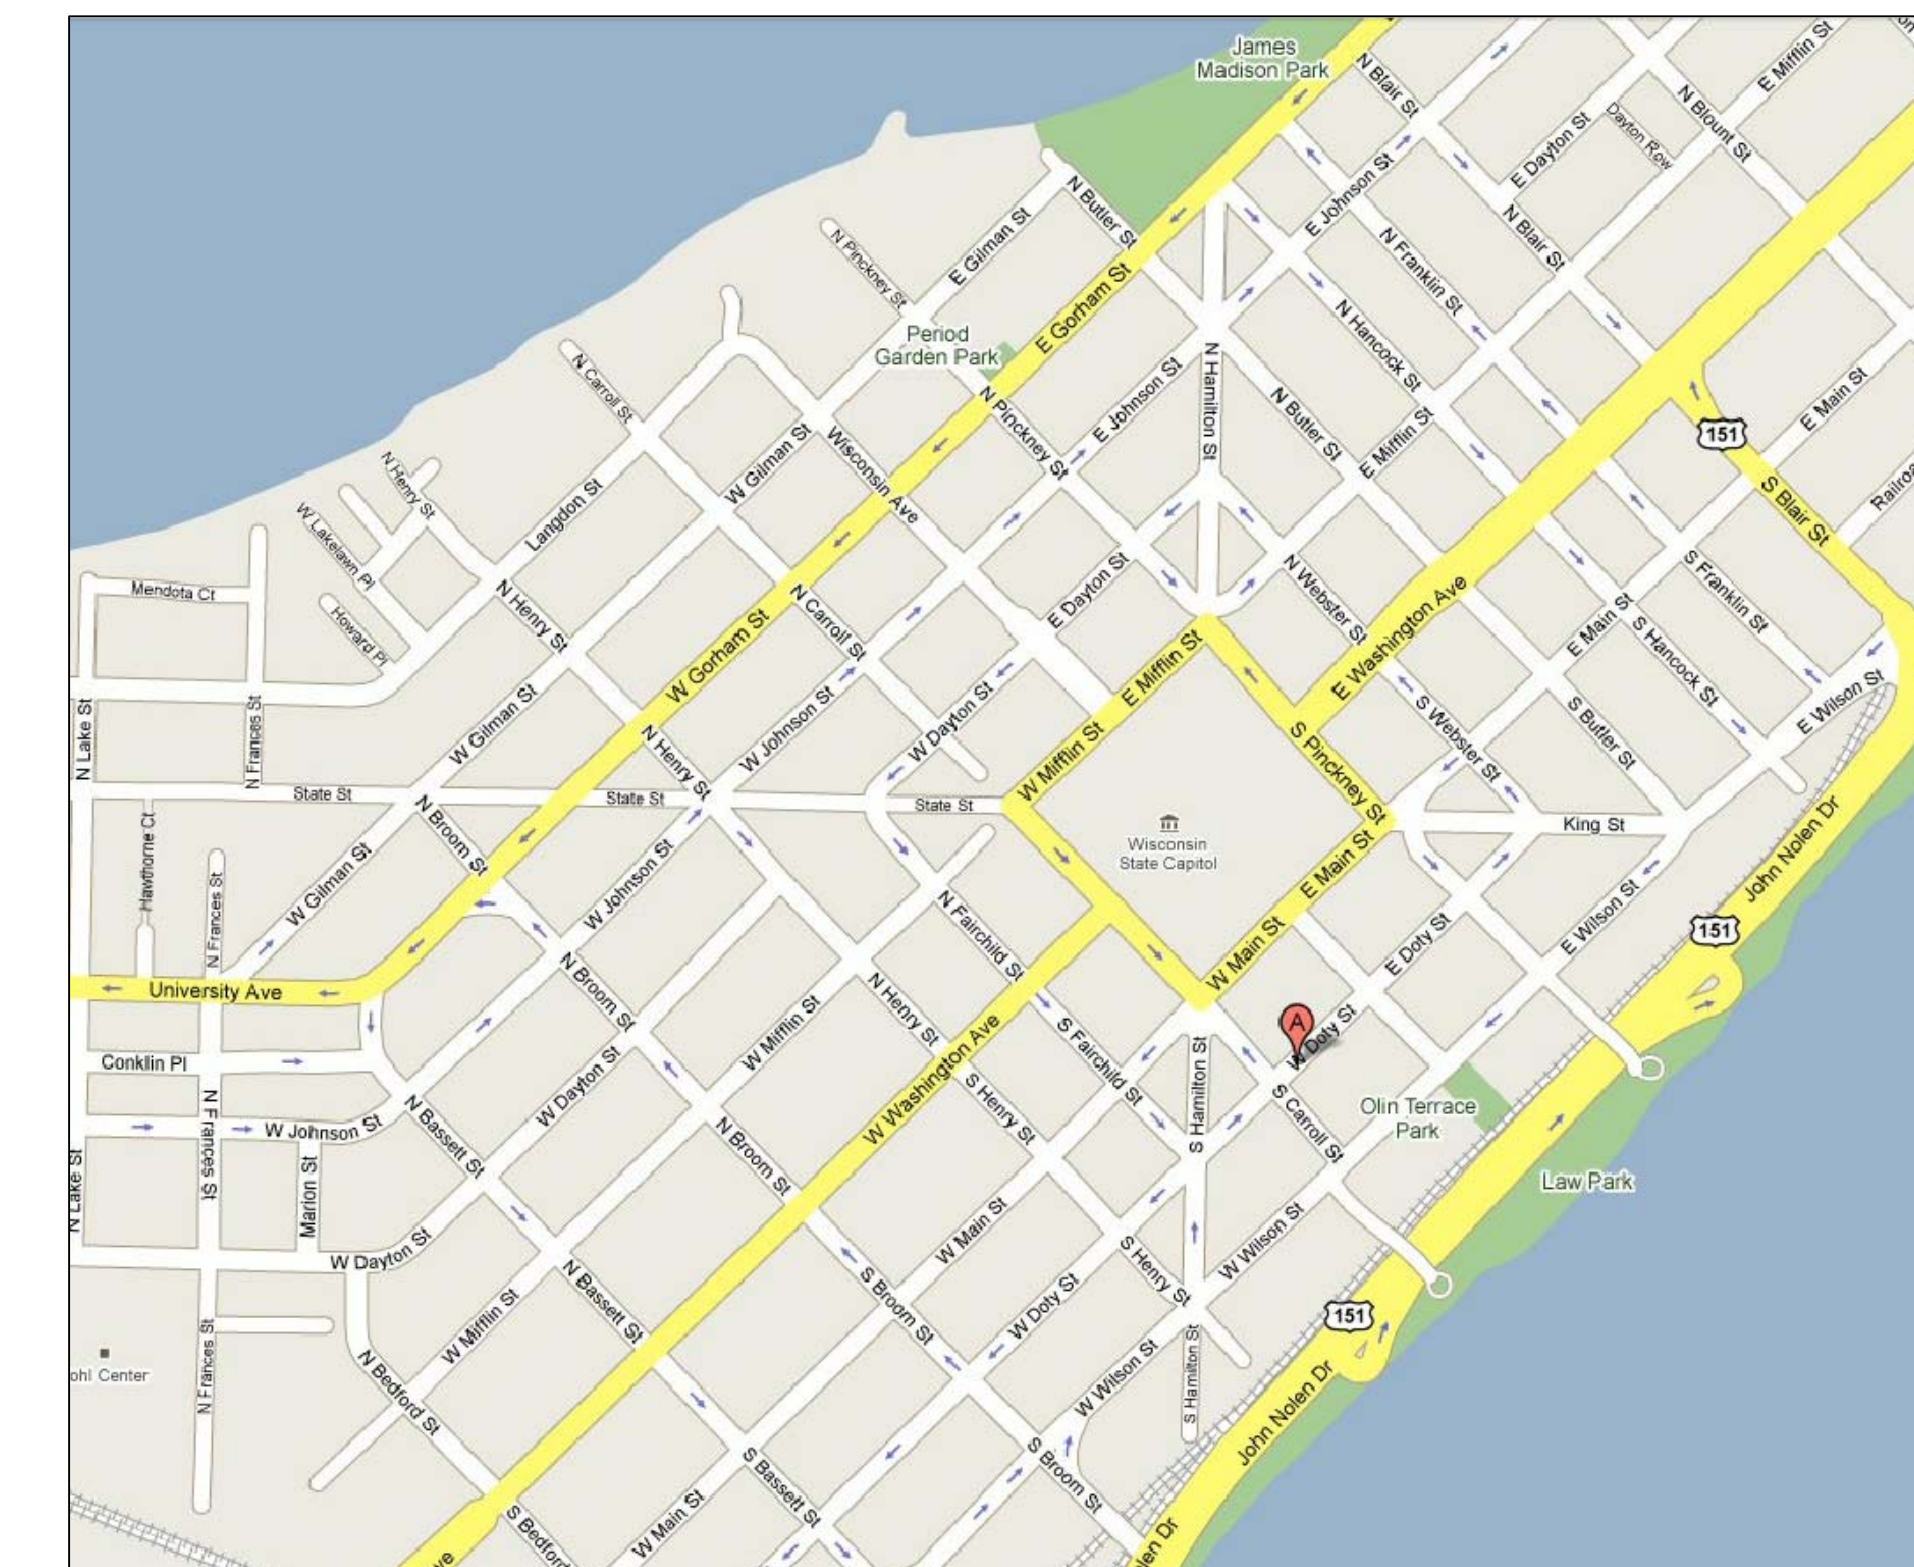 James
Madison Park
N Blair St
E Mifflin St
N Blount St
Dayton Row
E Dayton St
E Johnson St
N Butler St
N Blair St
E Gilman St
N Pinckney St
N Franklin St
E Gorham St
N Hancock St
Period
Garden Park
N Carroll St
N Pinckney St
E Johnson St
N Hamilton St
N Butler St
E Mifflin St
E Main St
151
S Blair St
W Gilman St
Wisconsin Ave
N Henry St
Langdon St
W Lakelawn Pl
Mendota Ct
Howard Pl
N Henry St
N Carroll St
E Dayton St
N Webster St
E Washington Ave
S Franklin St
E Main St
S Hancock St
W Gorham St
E Mifflin St
W Gilman St
W Johnson St
W Dayton St
S Webster St
S Butler St
E Wilson St
N Lake St
N Frances St
N Henry St
W Mifflin St
S Pinckney St
State St
State St
State St
King St
John Nolen Dr
Hawthorne Ct
N Broom St
Wisconsin
State Capitol
E Main St
W Gilman St
N Frances St
W Johnson St
N Fairchild St
E Doty St
E Wilson St
151
University Ave
N Broom St
W Main St
N Henry St
W Mifflin St
A
W Doty St
Conklin Pl
W Washington Ave
S Fairchild St
S Hamilton St
S Carroll St
Olin Terrace
Park
W Dayton St
S Henry St
N Frances St
W Johnson St
N Bassett St
N Broom St
Law Park
N Lake St
Marion St
W Main St
S Henry St
W Wilson St
W Dayton St
N Bassett St
S Broom St
W Doty St
151
W Mifflin St
N Frances St
ohl Center
N Bedford St
W Wilson St
S Hamilton St
John Nolen Dr
S Broom St
S Bassett St
W Main St
S Bedford
len Dr
ve